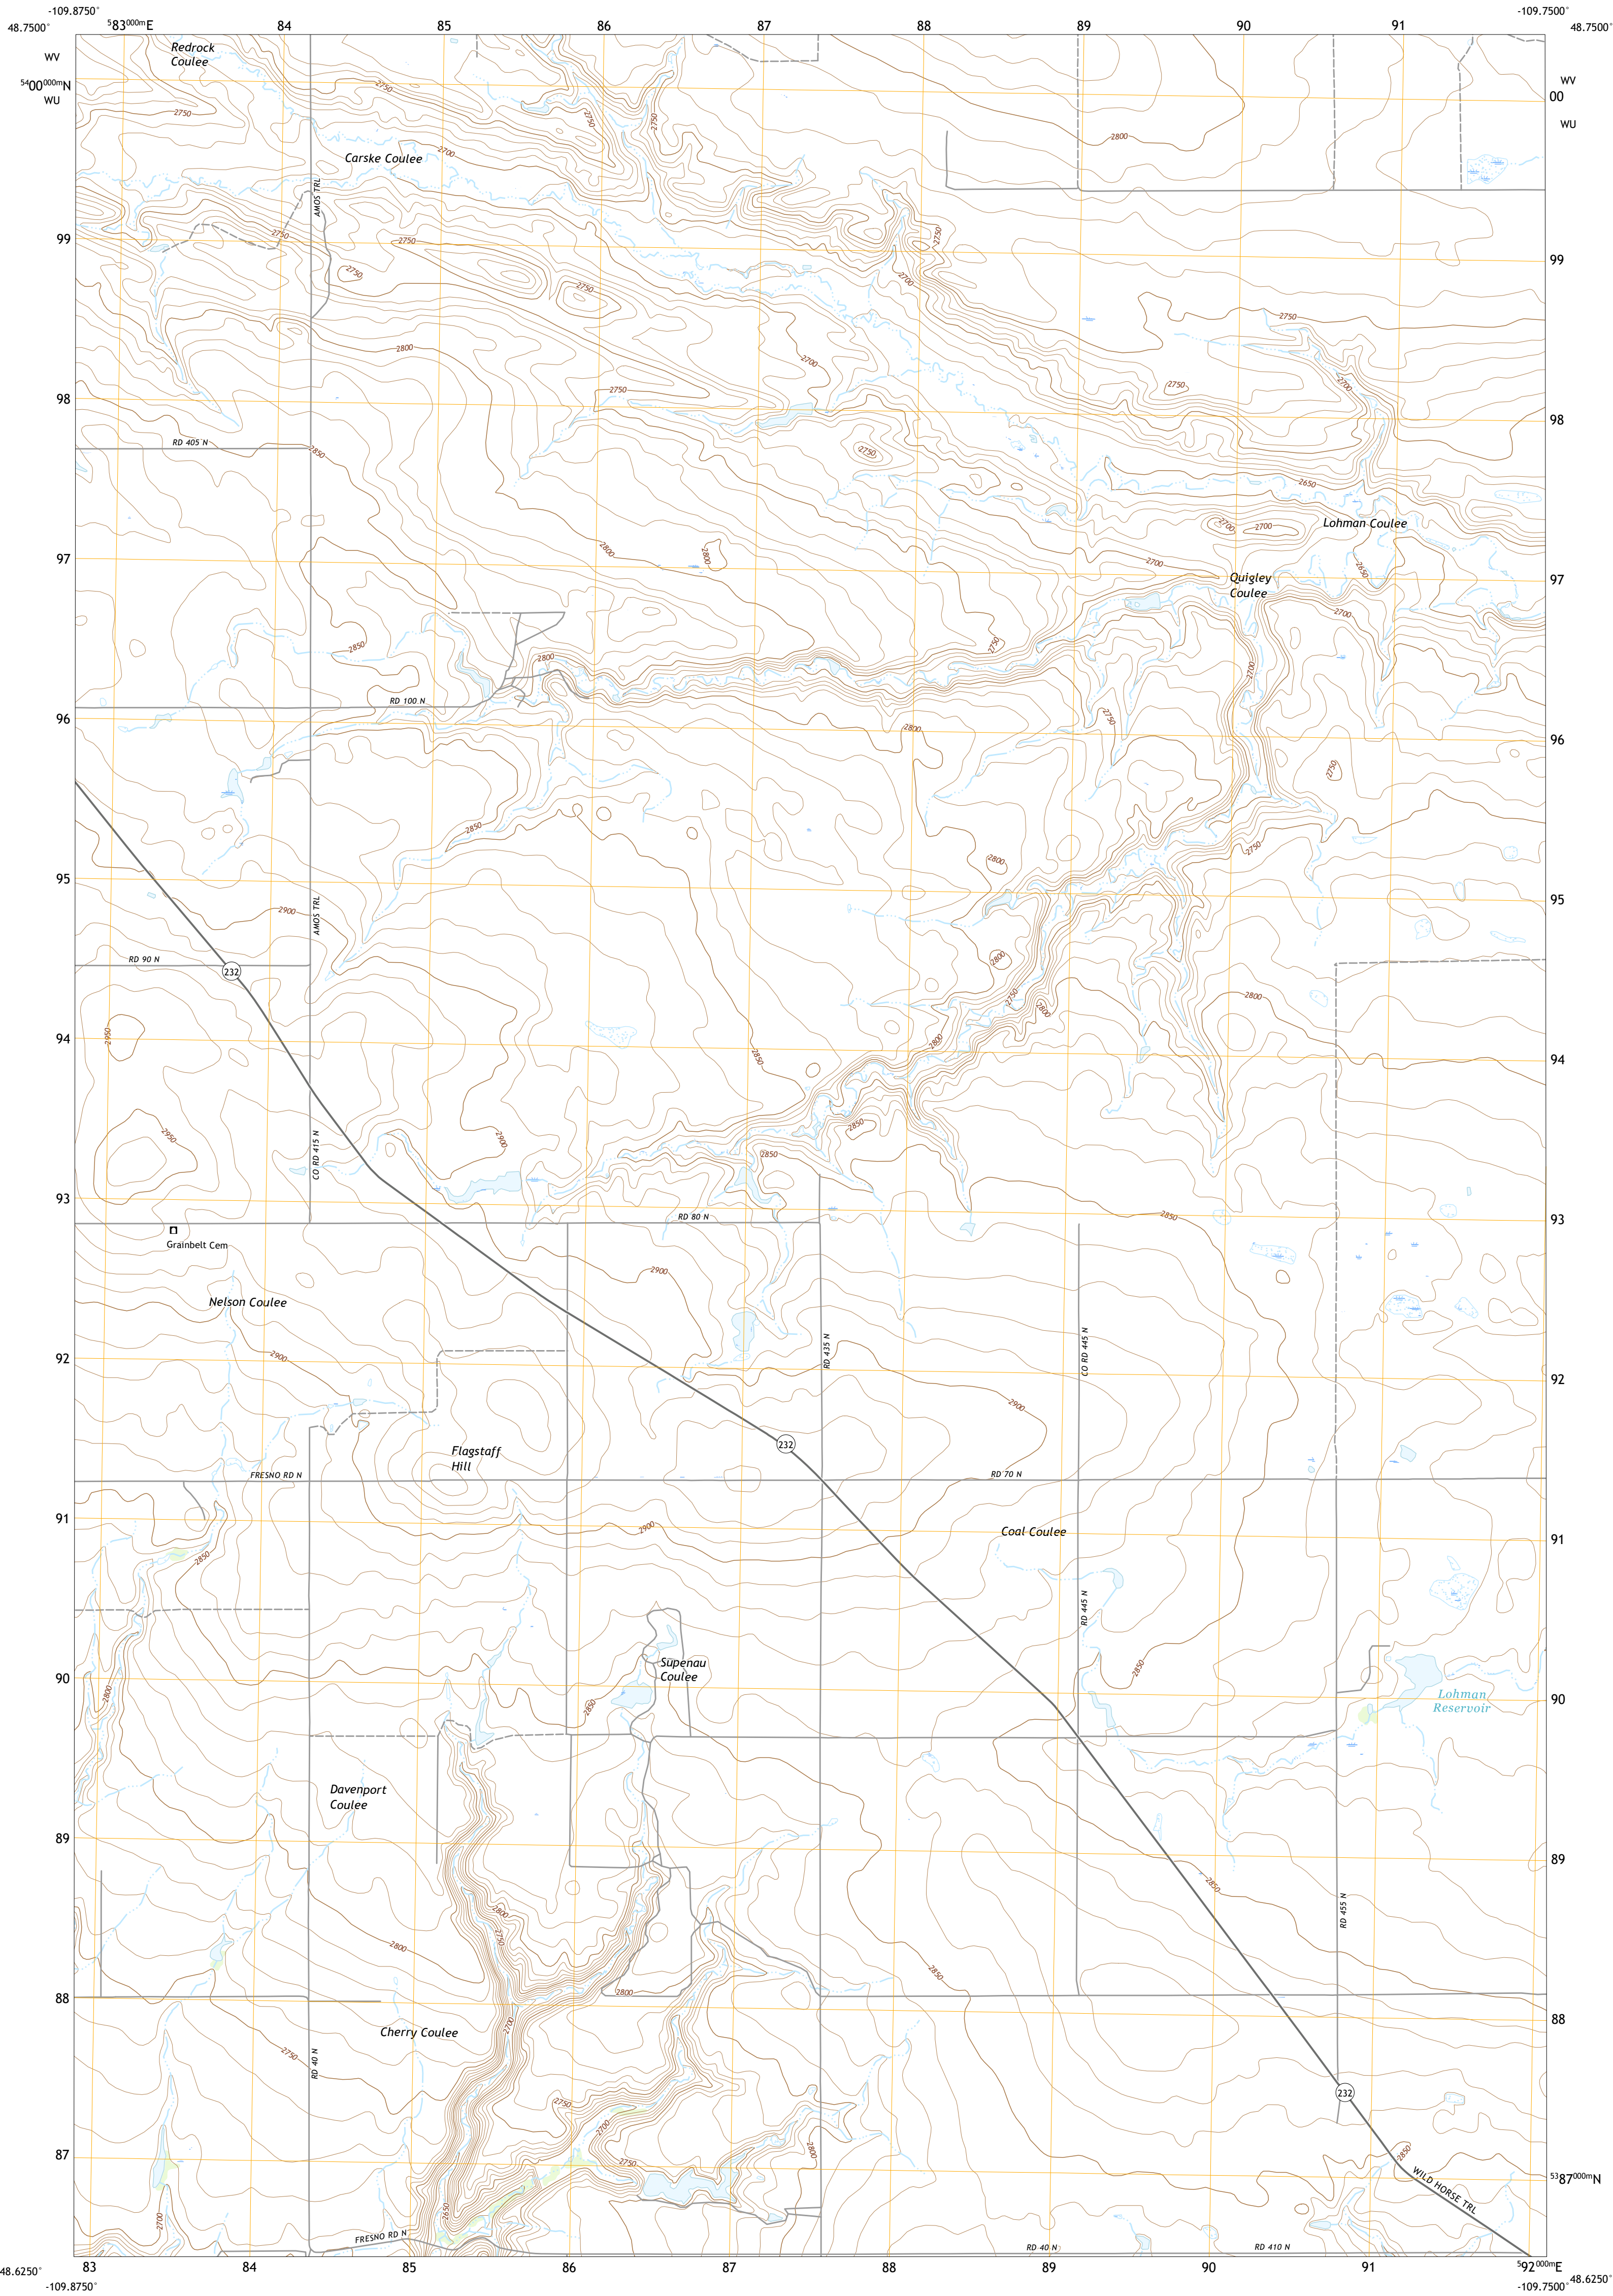 -109.8750°
-109.7500°
48.7500°
⁵83⁰⁰⁰ᵐE
84
85
86
87
88
89
90
91
48.7500°
Redrock
Coulee
WV
⁵⁴00⁰⁰⁰ᵐN
WU
WV
00
WU
2750
2750
2750
2750
2800
2700
Carske Coulee
AMOS TRL
99
2750
2750
2750
2750
99
2750
2700
2750
2750
2800
2700
2700
2750
2750
98
98
RD 405 N
2850
2750
2650
Lohman Coulee
2700
2700
97
2800
2800
2700
2650
97
Quigley
Coulee
2700
2850
2800
2750
2700
RD 100 N
96
2750
2800
96
2750
2850
2750
2800
95
95
2900
AMOS TRL
RD 90 N
232
2800
2750
2800
2800
2950
94
2850
2800
94
2950
2900
2850
CO RD 415 N
2850
93
RD 80 N
2850
93
Grainbelt Cem
2900
Nelson Coulee
92
2900
RD 435 N
CO RD 445 N
92
2900
232
Flagstaff
Hill
FRESNO RD N
RD 70 N
91
2900
Coal Coulee
91
2850
RD 445 N
90
Supenau
Coulee
2850
2850
2800
Lohman
Reservoir
90
Davenport
Coulee
89
89
2850
RD 455 N
2800
2750
2800
2850
88
2800
88
Cherry Coulee
2700
2750
RD 40 N
232
2750
2700
87
2750
2800
2850
⁵³87⁰⁰⁰ᵐN
WILD HORSE TRL
2650
2700
FRESNO RD N
RD 40 N
RD 410 N
48.6250°
83
84
85
86
87
88
89
90
91
⁵92⁰⁰⁰ᵐE
48.6250°
-109.8750°
-109.7500°